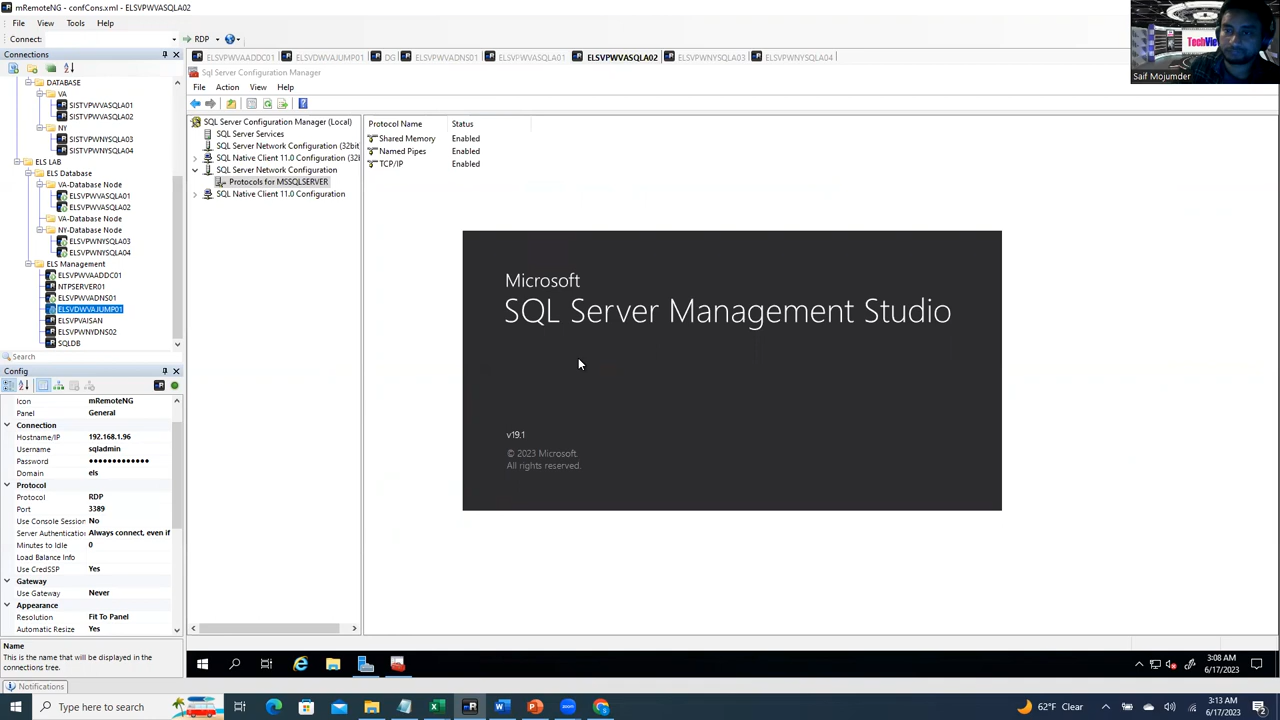 mRemoteNG - confCons.xml - ELSVPWVASQLA02
File View Tools Help
Connect: RDP
Connections
DATABASE
VA
SISTVPWVASQLA01
SISTVPWVASQLA02
NY
SISTVPWNYSQLA03
SISTVPWNYSQLA04
ELS LAB
ELS Database
VA-Database Node
ELSVPWVASQLA01
ELSVPWVASQLA02
VA-Database Node
NY-Database Node
ELSVPWNYSQLA03
ELSVPWNYSQLA04
ELS Management
ELSVPWVAADDC01
NTPSERVER01
ELSVPWVADNS01
ELSVDWVAJUMP01
ELSVPVAISAN
ELSVPWNYDNS02
SQLDB
Search
Config
Icon mRemoteNG
Panel General
Connection
Hostname/IP 192.168.1.96
Username sqladmin
Password •••••••••••••
Domain els
Protocol
Protocol RDP
Port 3389
Use Console Session No
Server Authentication Always connect, even if
Minutes to Idle 0
Load Balance Info
Use CredSSP Yes
Gateway
Use Gateway Never
Appearance
Resolution Fit To Panel
Automatic Resize Yes
Name
This is the name that will be displayed in the
connections tree.
Notifications
ELSVPWVAADDC01 ELSVDWVAJUMP01 DG ELSVPWVADNS01 ELSVPWVASQLA01 ELSVPWVASQLA02 ELSVPWNYSQLA03 ELSVPWNYSQLA04
Sql Server Configuration Manager
File Action View Help
SQL Server Configuration Manager (Local)
SQL Server Services
SQL Server Network Configuration (32bit
SQL Native Client 11.0 Configuration (32
SQL Server Network Configuration
Protocols for MSSQLSERVER
SQL Native Client 11.0 Configuration
Protocol Name Status
Shared Memory Enabled
Named Pipes Enabled
TCP/IP Enabled
Microsoft
SQL Server Management Studio
v19.1
© 2023 Microsoft.
All rights reserved.
Saif Mojumder
3:08 AM
6/17/2023
Type here to search
62°F Clear
3:13 AM
6/17/2023
2